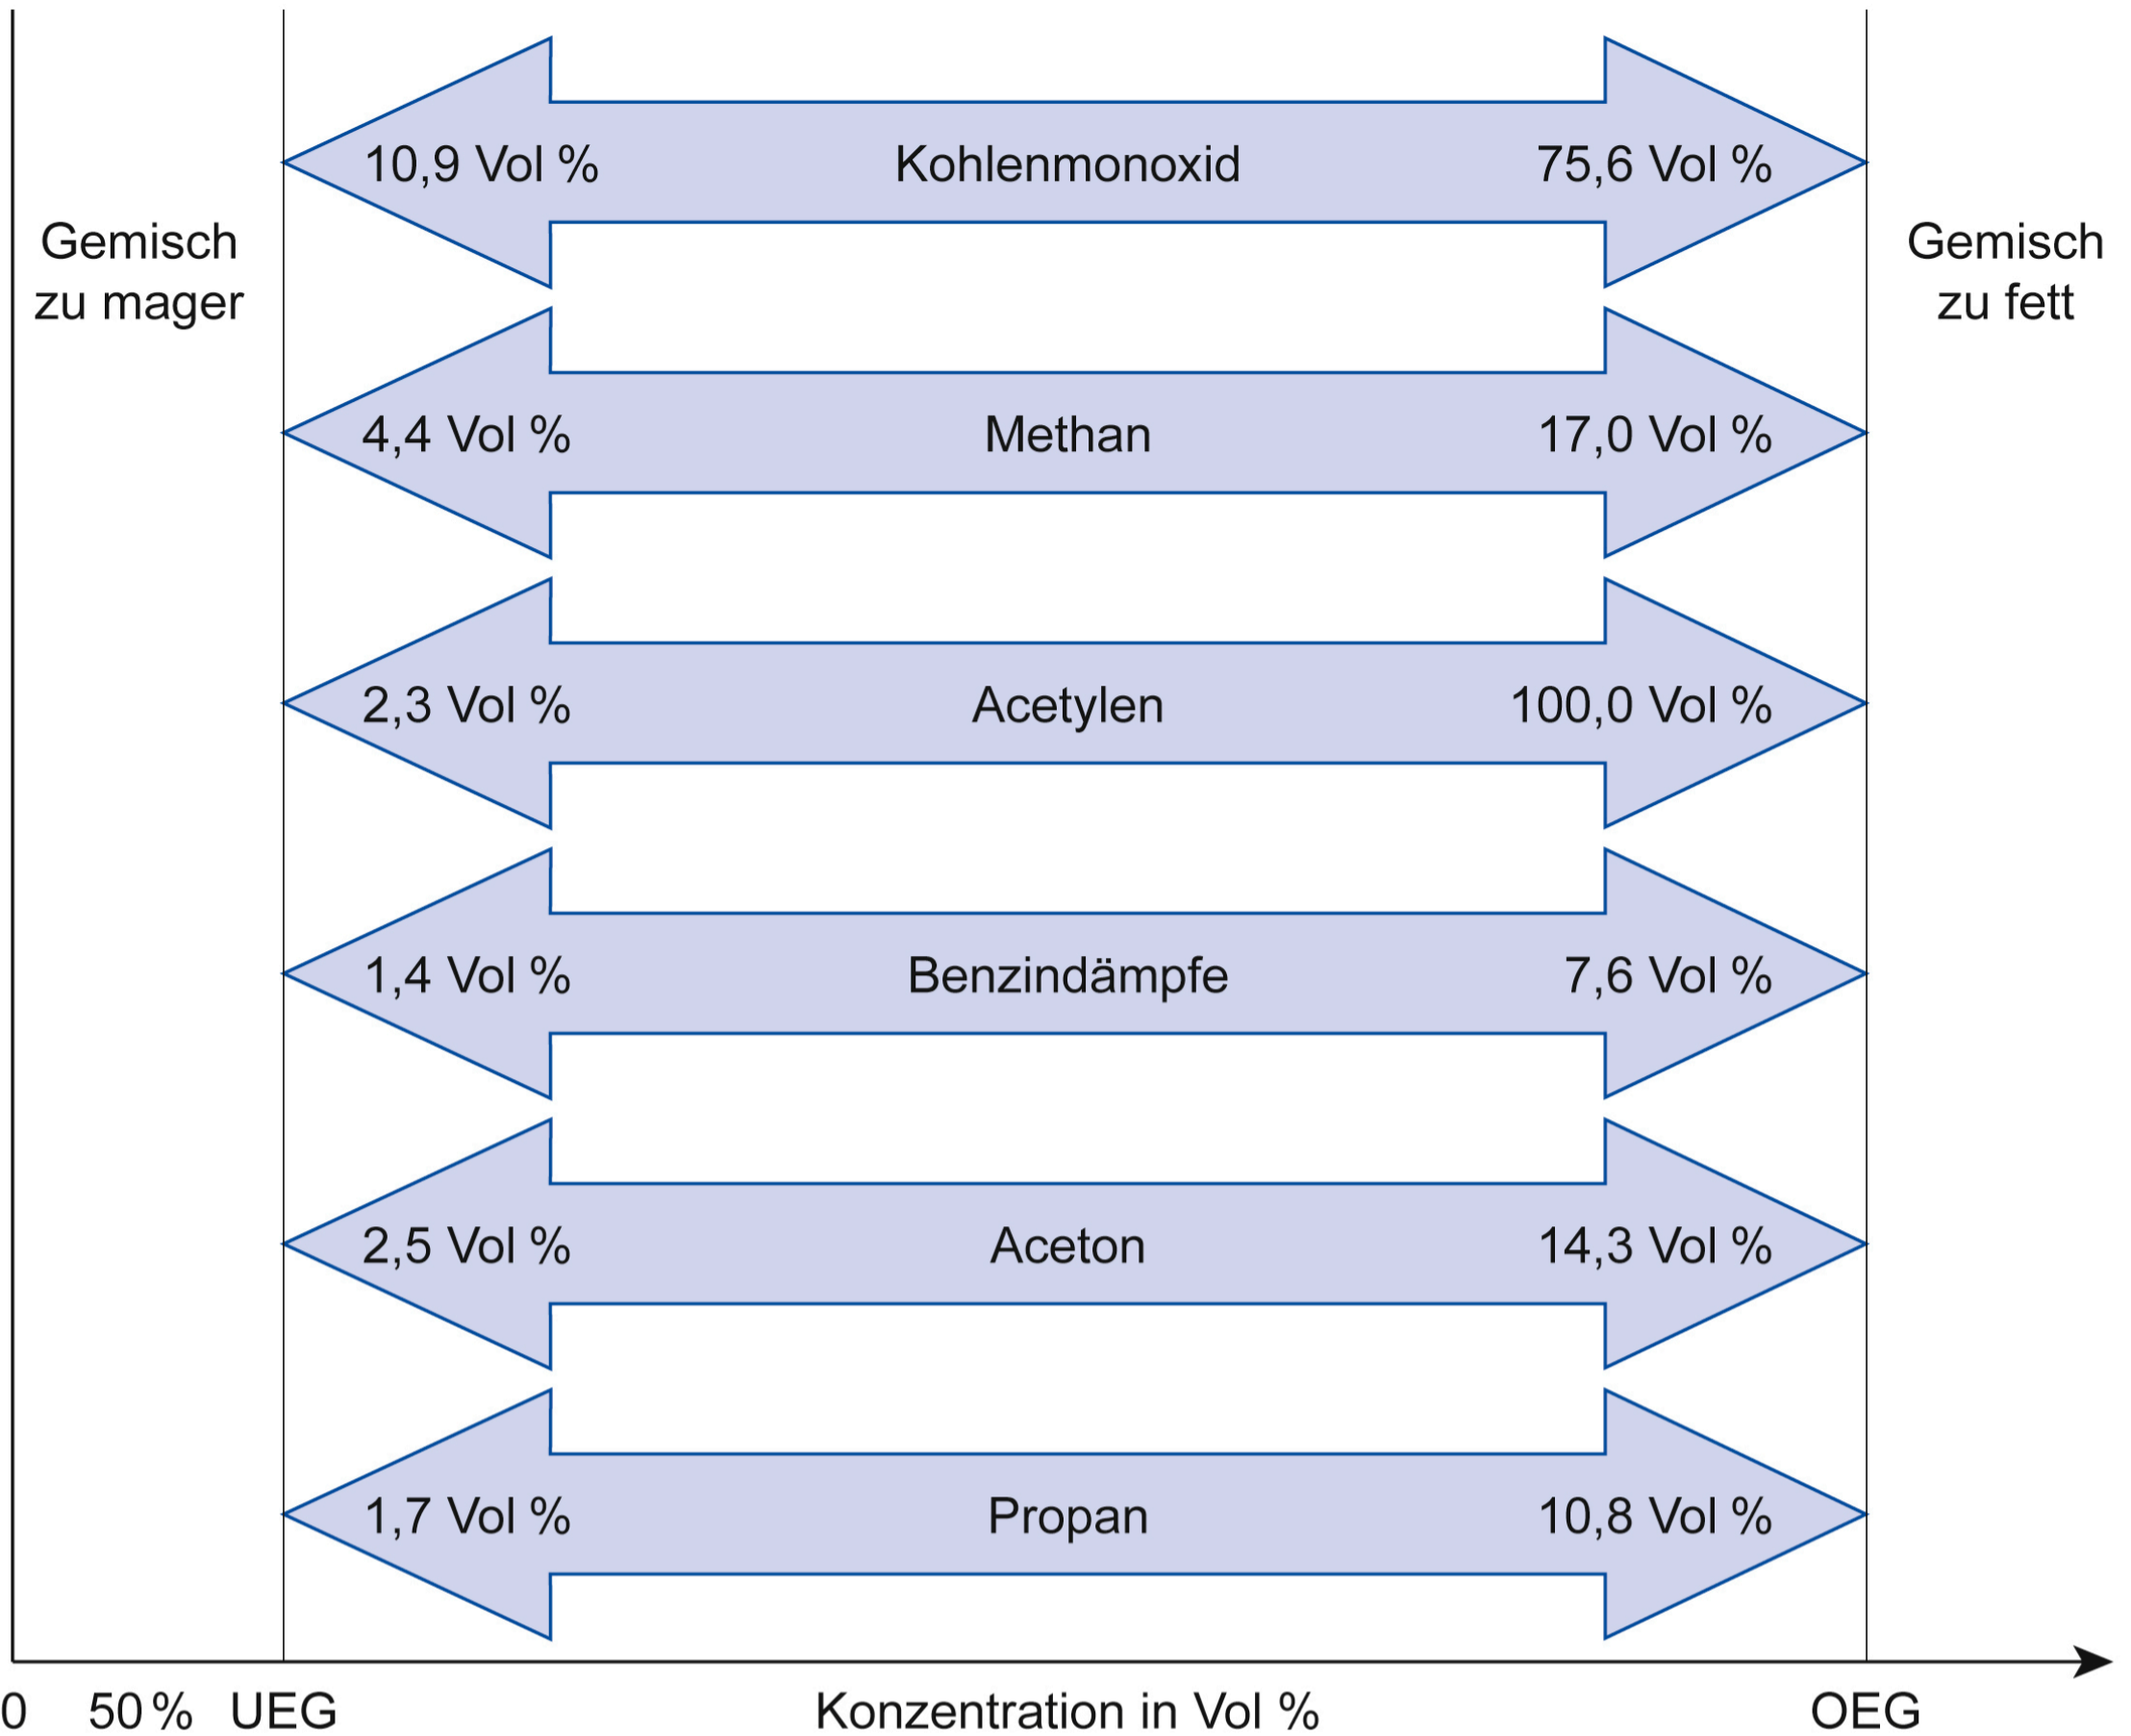 10,9 Vol % Kohlenmonoxid 75,6 Vol %
Gemisch
zu mager
Gemisch
zu fett
4,4 Vol % Methan 17,0 Vol %
2,3 Vol % Acetylen 100,0 Vol %
1,4 Vol % Benzindämpfe 7,6 Vol %
2,5 Vol % Aceton 14,3 Vol %
1,7 Vol % Propan 10,8 Vol %
0 50 % UEG Konzentration in Vol % OEG